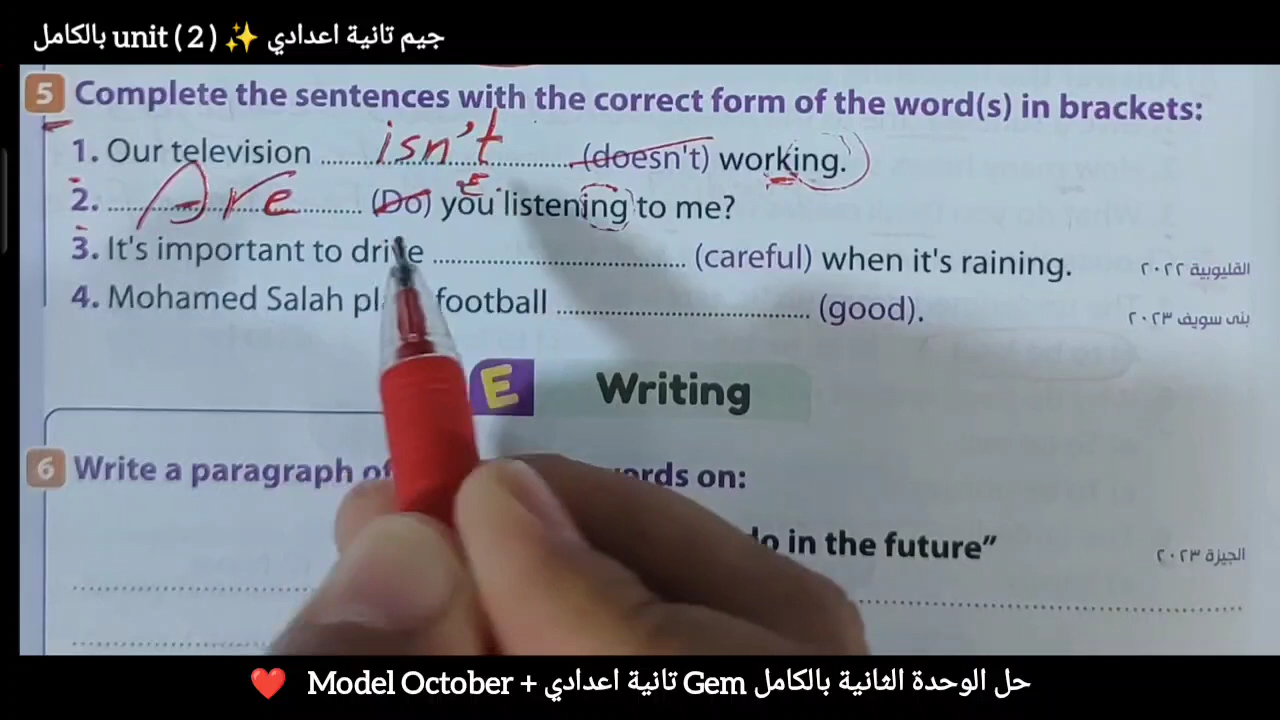 جيم تانية اعدادي ✨ unit ( 2 ) بالكامل
5 Complete the sentences with the correct form of the word(s) in brackets:
1. Our television isn't (doesn't) working.
2. Are (Do) you listening to me?
3. It's important to drive (careful) when it's raining. القليوبية ٢٠٢٢
4. Mohamed Salah football (good). بنى سويف ٢٠٢٣
E Writing
6 Write a paragraph on:
in the future" الجيزة ٢٠٢٣
حل الوحدة الثانية بالكامل Gem تانية اعدادي + Model October ❤️